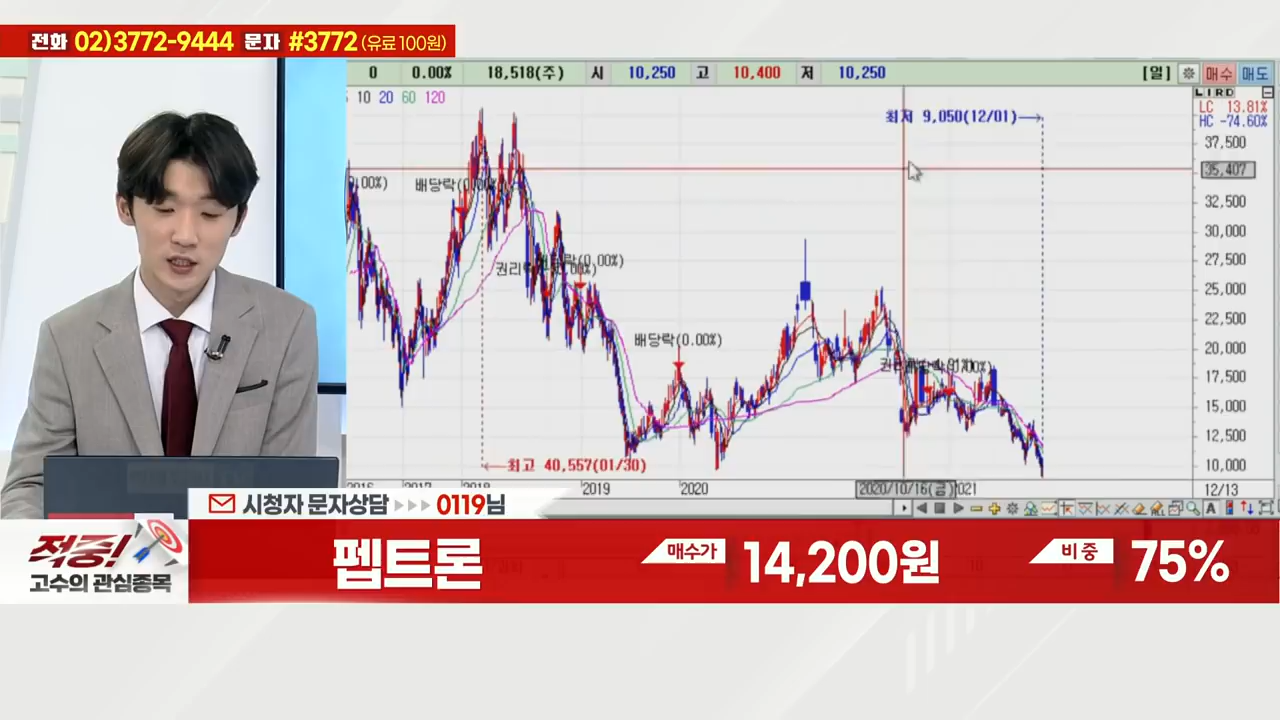 전화 02)3772-9444 문자 #3772 (유료 100원)
0 0.00% 18,518(주) 시 10,250 고 10,400 저 10,250 [일] 매수 매도
10 20 60 120
L I R D
LC 13.81%
HC -74.60%
최저 9,050(12/01)
37,500
35,407
32,500
30,000
27,500
25,000
22,500
20,000
17,500
15,000
12,500
10,000
배당락
배당락(0.00%)
배당락(0.00%)
최고 40,557(01/30)
2016 2017 2018 2019 2020 2020/10/16(금) 021 12/13
시청자 문자상담 0119님
적중!
고수의 관심종목
펩트론 매수가 14,200원 비중 75%